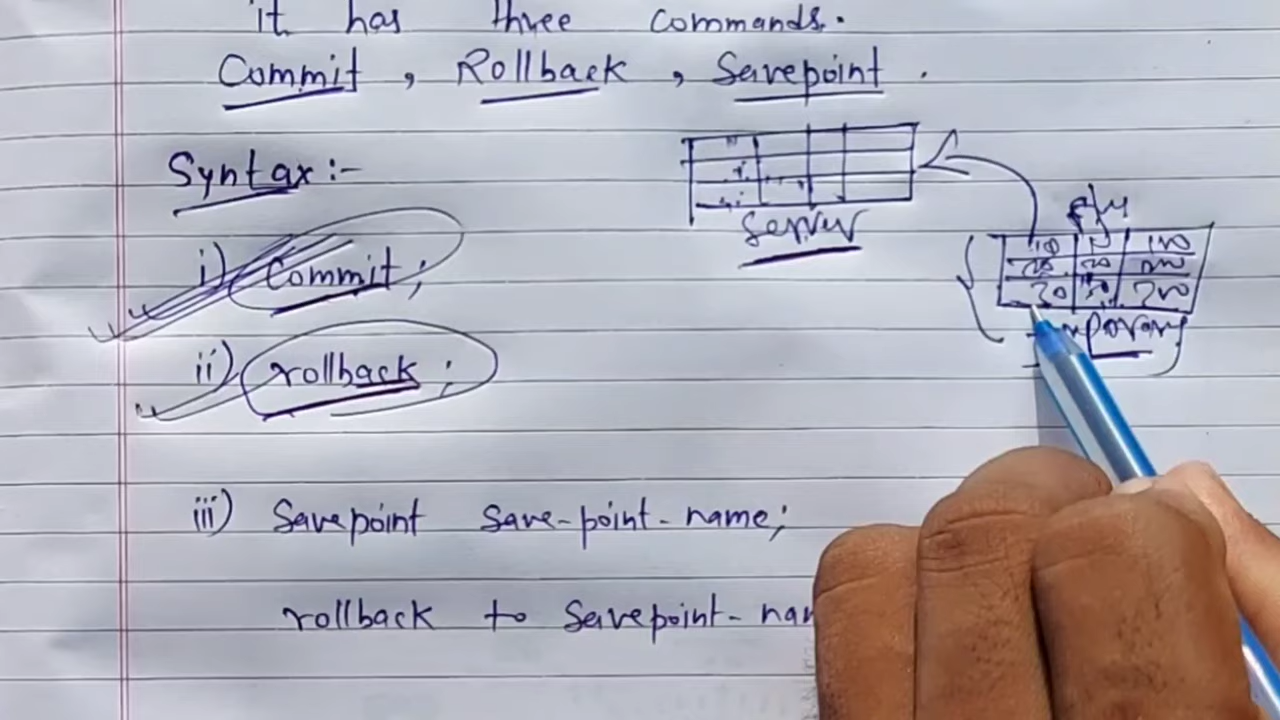 it has three commands.
Commit, Rollback, Savepoint.
Syntax:-
Server
i) Commit;
ii) rollback;
iii) Savepoint save-point-name;
rollback to Savepoint-nam